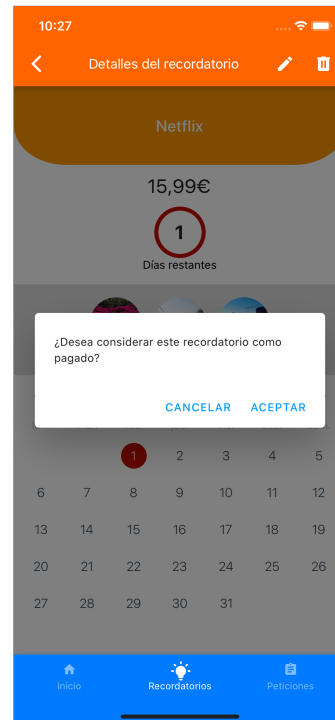 10:27
Detalles del recordatorio
Netflix
15,99€
1
Días restantes
¿Desea considerar este recordatorio como
pagado?
CANCELAR ACEPTAR
1 2 3 4 5
6 7 8 9 10 11 12
13 14 15 16 17 18 19
20 21 22 23 24 25 26
27 28 29 30 31
Inicio Recordatorios Peticiones